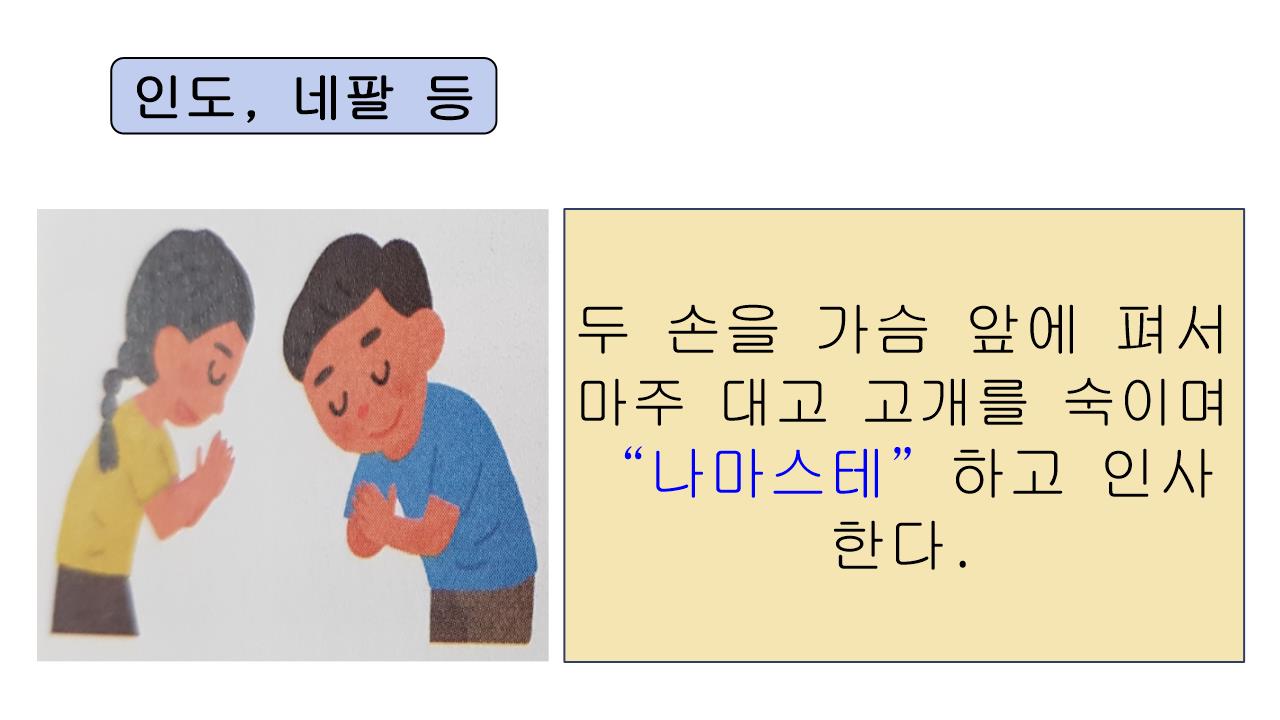 인도, 네팔 등
두 손을 가슴 앞에 펴서
마주 대고 고개를 숙이며
“나마스테” 하고 인사
한다.